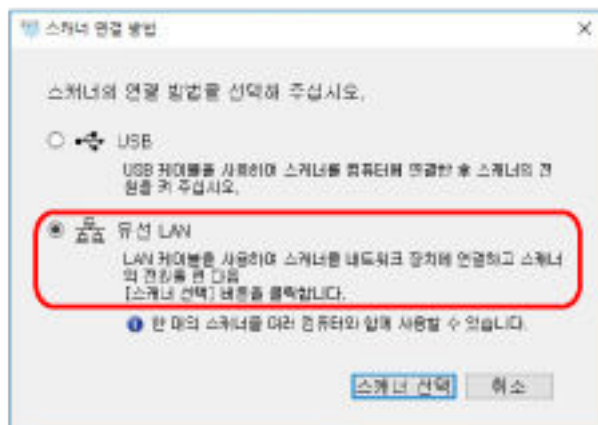 스캐너 연결 방법
스캐너의 연결 방법을 선택해 주십시오.
USB
USB 케이블을 사용하여 스캐너를 컴퓨터에 연결한 후 스캐너의 전
원을 켜 주십시오.
유선 LAN
LAN 케이블을 사용하여 스캐너를 네트워크 장치에 연결하고 스캐너
의 전원을 켠 다음
[스캐너 선택] 버튼을 클릭합니다.
한 대의 스캐너를 여러 컴퓨터와 함께 사용할 수 있습니다.
스캐너 선택 취소